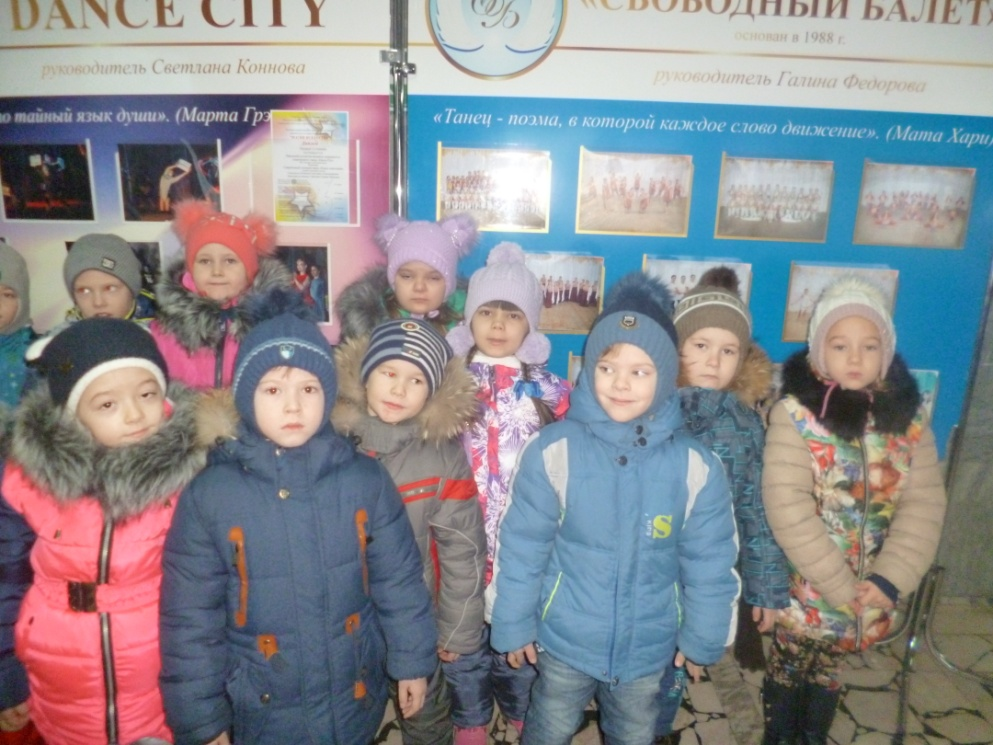 DANCE CITY
руководитель Светлана Коннова
о тайный язык души». (Марта Грэ
«СВОБОДНЫЙ БАЛЕТ»
основан в 1988 г.
руководитель Галина Федорова
«Танец - поэма, в которой каждое слово движение». (Мата Хари)
S